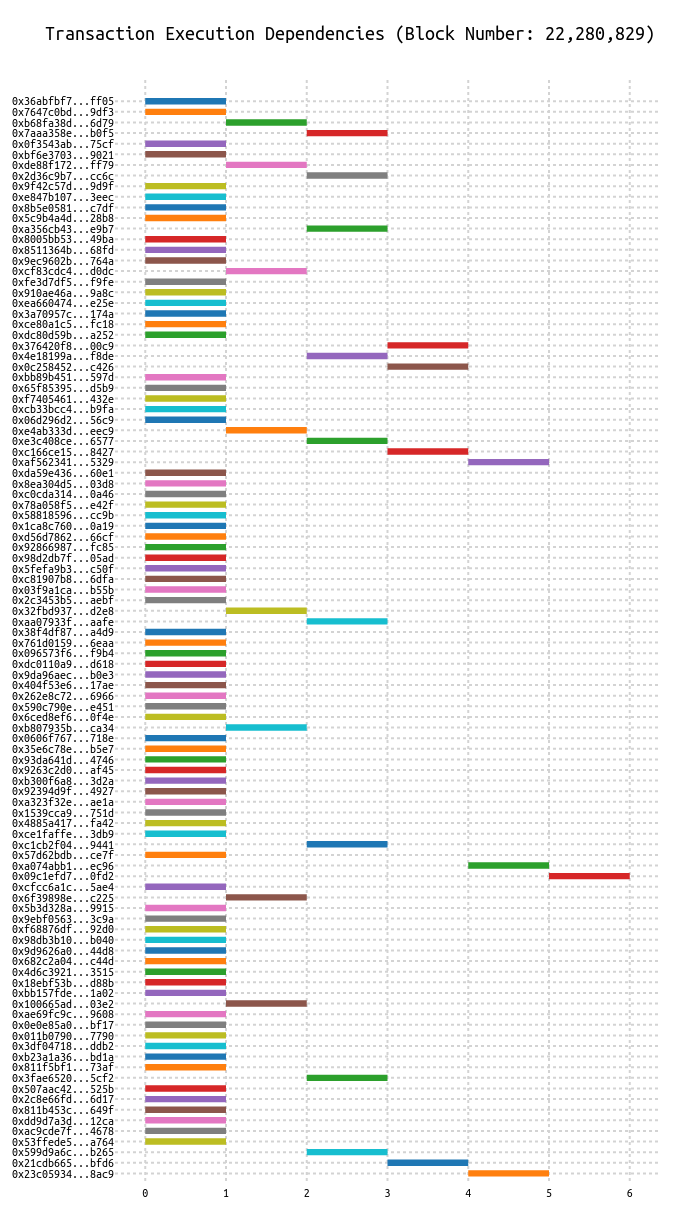 Transaction Execution Dependencies (Block Number: 22,280,829)
0x36abfbf7...ff05
0x7647c0bd...9df3
0xb68fa38d...6d79
0x7aaa358e...b0f5
0x0f3543ab...75cf
0xbf6e3703...9021
0xde88f172...ff79
0x2d36c9b7...cc6c
0x9f42c57d...9d9f
0xe847b107...3eec
0x8b5e0581...c7df
0x5c9b4a4d...28b8
0xa356cb43...e9b7
0x8005bb53...49ba
0x8511364b...68fd
0x9ec9602b...764a
0xcf83cdc4...d0dc
0xfe3d7df5...f9fe
0x910ae46a...9a8c
0xea660474...e25e
0x3a70957c...174a
0xce80a1c5...fc18
0xdc80d59b...a252
0x376420f8...00c9
0x4e18199a...f8de
0x0c258452...c426
0xbb89b451...597d
0x65f85395...d5b9
0xf7405461...432e
0xcb33bcc4...b9fa
0x06d296d2...56c9
0xe4ab333d...eec9
0xe3c408ce...6577
0xc166ce15...8427
0xaf562341...5329
0xda59e436...60e1
0x8ea304d5...03d8
0xc0cda314...0a46
0x78a058f5...e42f
0x58818596...cc9b
0x1ca8c760...0a19
0xd56d7862...66cf
0x92866987...fc85
0x98d2db7f...05ad
0x5fefa9b3...c50f
0xc81907b8...6dfa
0x03f9a1ca...b55b
0x2c3453b5...aebf
0x32fbd937...d2e8
0xaa07933f...aafe
0x38f4df87...a4d9
0x761d0159...6eaa
0x096573f6...f9b4
0xdc0110a9...d618
0x9da96aec...b0e3
0x404f53e6...17ae
0x262e8c72...6966
0x590c790e...e451
0x6ced8ef6...0f4e
0xb807935b...ca34
0x0606f767...718e
0x35e6c78e...b5e7
0x93da641d...4746
0x9263c2d0...af45
0xb300f6a8...3d2a
0x92394d9f...4927
0xa323f32e...ae1a
0x1539cca9...751d
0x4885a417...fa42
0xce1faffe...3db9
0xc1cb2f04...9441
0x57d62bdb...ce7f
0xa074abb1...ec96
0x09c1efd7...0fd2
0xcfcc6a1c...5ae4
0x6f39898e...c225
0x5b3d328a...9915
0x9ebf0563...3c9a
0xf68876df...92d0
0x98db3b10...b040
0x9d9626a0...44d8
0x682c2a04...c44d
0x4d6c3921...3515
0x18ebf53b...d88b
0xbb157fde...1a02
0x100665ad...03e2
0xae69fc9c...9608
0x0e0e85a0...bf17
0x011b0790...7790
0x3df04718...ddb2
0xb23a1a36...bd1a
0x811f5bf1...73af
0x3fae6520...5cf2
0x507aac42...525b
0x2c8e66fd...6d17
0x811b453c...649f
0xdd9d7a3d...12ca
0xac9cde7f...4678
0x53ffede5...a764
0x599d9a6c...b265
0x21cdb665...bfd6
0x23c05934...8ac9
0 1 2 3 4 5 6